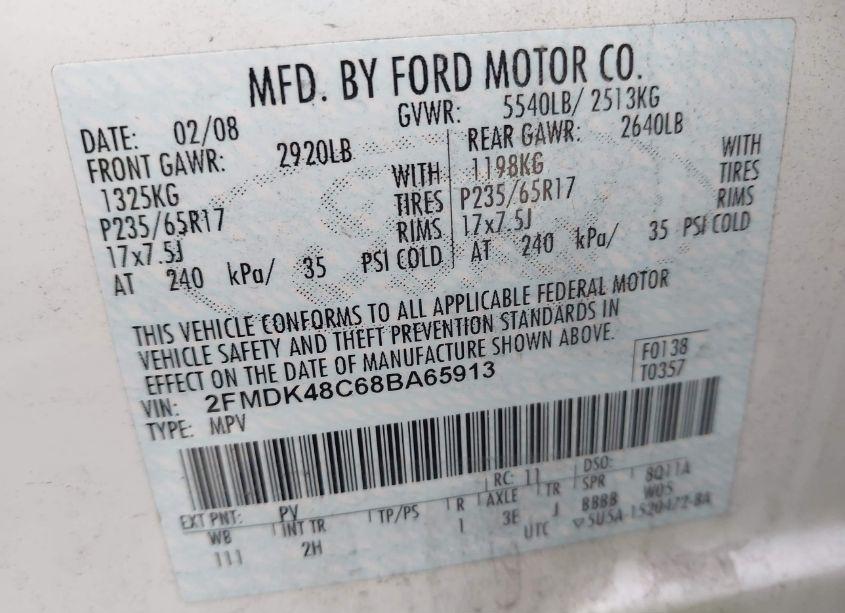 MFD. BY FORD MOTOR CO.
DATE: 02/08 GVWR: 5540LB/ 2513KG
FRONT GAWR: 2920LB REAR GAWR: 2640LB
1325KG WITH 1198KG WITH
P235/65R17 TIRES P235/65R17 TIRES
17x7.5J RIMS 17x7.5J RIMS
AT 240 kPa/ 35 PSI COLD AT 240 kPa/ 35 PSI COLD
THIS VEHICLE CONFORMS TO ALL APPLICABLE FEDERAL MOTOR
VEHICLE SAFETY AND THEFT PREVENTION STANDARDS IN
EFFECT ON THE DATE OF MANUFACTURE SHOWN ABOVE.
VIN: 2FMDK48C68BA65913 F0138
TYPE: MPV T0357
EXT PNT: PV RC: 11 DSO:
WB INT TR TP/PS R AXLE TR SPR 8Q11A
111 2H 1 3E J BBBB W05
UTC